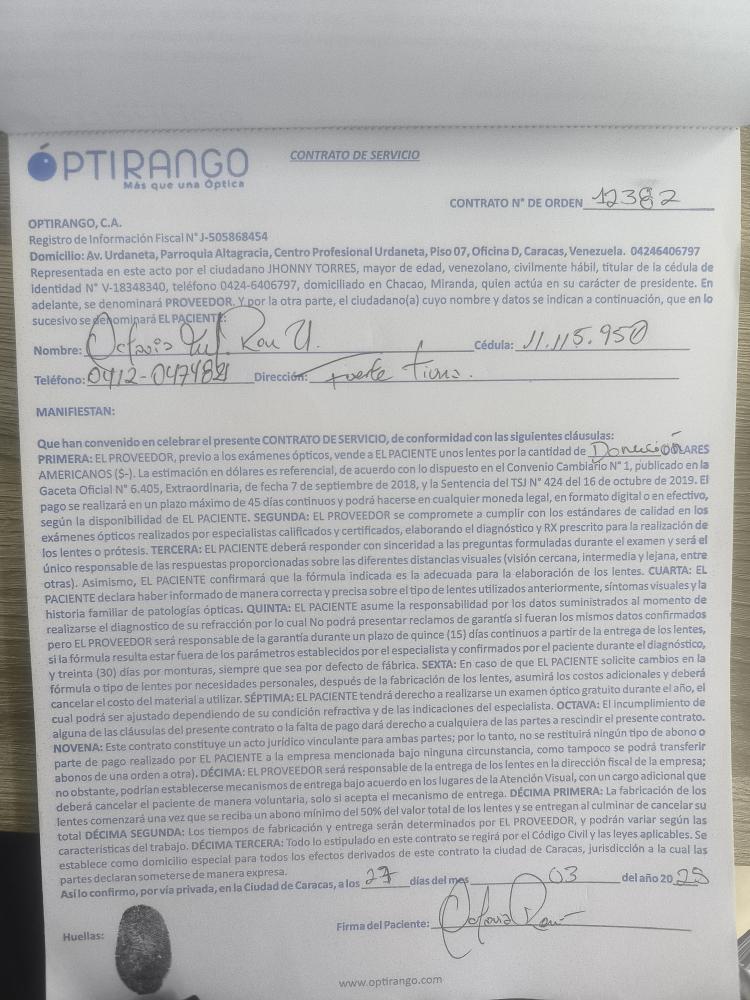 ÓPTIRANGO
Más que una Óptica
CONTRATO DE SERVICIO
CONTRATO N° DE ORDEN 12382
OPTIRANGO, C.A.
Registro de Información Fiscal N° J-505868454
Domicilio: Av. Urdaneta, Parroquia Altagracia, Centro Profesional Urdaneta, Piso 07, Oficina D, Caracas, Venezuela. 04246406797
Representada en este acto por el ciudadano JHONNY TORRES, mayor de edad, venezolano, civilmente hábil, titular de la cédula de
identidad N° V-18348340, teléfono 0424-6406797, domiciliado en Chacao, Miranda, quien actúa en su carácter de presidente. En
adelante, se denominará PROVEEDOR. Y por la otra parte, el ciudadano(a) cuyo nombre y datos se indican a continuación, que en lo
sucesivo se denominará EL PACIENTE:
Nombre: Octavio Rou U. Cédula: 11.115.950
Teléfono: 0412-0474821 Dirección: Fuerte Tiuna.
MANIFIESTAN:
Que han convenido en celebrar el presente CONTRATO DE SERVICIO, de conformidad con las siguientes cláusulas:
PRIMERA: EL PROVEEDOR, previo a los exámenes ópticos, vende a EL PACIENTE unos lentes por la cantidad de Donación DÓLARES
AMERICANOS ($-). La estimación en dólares es referencial, de acuerdo con lo dispuesto en el Convenio Cambiario N° 1, publicado en la
Gaceta Oficial N° 6.405, Extraordinaria, de fecha 7 de septiembre de 2018, y la Sentencia del TSJ N° 424 del 16 de octubre de 2019. El
pago se realizará en un plazo máximo de 45 días continuos y podrá hacerse en cualquier moneda legal, en formato digital o en efectivo,
según la disponibilidad de EL PACIENTE. SEGUNDA: EL PROVEEDOR se compromete a cumplir con los estándares de calidad en los
exámenes ópticos realizados por especialistas calificados y certificados, elaborando el diagnóstico y RX prescrito para la realización de
los lentes o prótesis. TERCERA: EL PACIENTE deberá responder con sinceridad a las preguntas formuladas durante el examen y será el
único responsable de las respuestas proporcionadas sobre las diferentes distancias visuales (visión cercana, intermedia y lejana, entre
otras). Asimismo, EL PACIENTE confirmará que la fórmula indicada es la adecuada para la elaboración de los lentes. CUARTA: EL
PACIENTE declara haber informado de manera correcta y precisa sobre el tipo de lentes utilizados anteriormente, síntomas visuales y la
historia familiar de patologías ópticas. QUINTA: EL PACIENTE asume la responsabilidad por los datos suministrados al momento de
realizarse el diagnostico de su refracción por lo cual No podrá presentar reclamos de garantía si fueran los mismos datos confirmados
pero EL PROVEEDOR será responsable de la garantía durante un plazo de quince (15) días continuos a partir de la entrega de los lentes,
si la fórmula resulta estar fuera de los parámetros establecidos por el especialista y confirmados por el paciente durante el diagnóstico,
y treinta (30) días por monturas, siempre que sea por defecto de fábrica. SEXTA: En caso de que EL PACIENTE solicite cambios en la
fórmula o tipo de lentes por necesidades personales, después de la fabricación de los lentes, asumirá los costos adicionales y deberá
cancelar el costo del material a utilizar. SÉPTIMA: EL PACIENTE tendrá derecho a realizarse un examen óptico gratuito durante el año, el
cual podrá ser ajustado dependiendo de su condición refractiva y de las indicaciones del especialista. OCTAVA: El incumplimiento de
alguna de las cláusulas del presente contrato o la falta de pago dará derecho a cualquiera de las partes a rescindir el presente contrato.
NOVENA: Este contrato constituye un acto jurídico vinculante para ambas partes; por lo tanto, no se restituirá ningún tipo de abono o
parte de pago realizado por EL PACIENTE a la empresa mencionada bajo ninguna circunstancia, como tampoco se podrá transferir
abonos de una orden a otra). DÉCIMA: EL PROVEEDOR será responsable de la entrega de los lentes en la dirección fiscal de la empresa;
no obstante, podrían establecerse mecanismos de entrega bajo acuerdo en los lugares de la Atención Visual, con un cargo adicional que
deberá cancelar el paciente de manera voluntaria, solo si acepta el mecanismo de entrega. DÉCIMA PRIMERA: La fabricación de los
lentes comenzará una vez que se reciba un abono mínimo del 50% del valor total de los lentes y se entregan al culminar de cancelar su
total DÉCIMA SEGUNDA: Los tiempos de fabricación y entrega serán determinados por EL PROVEEDOR, y podrán variar según las
características del trabajo. DÉCIMA TERCERA: Todo lo estipulado en este contrato se regirá por el Código Civil y las leyes aplicables. Se
establece como domicilio especial para todos los efectos derivados de este contrato la ciudad de Caracas, jurisdicción a la cual las
partes declaran someterse de manera expresa.
Así lo confirmo, por vía privada, en la Ciudad de Caracas, a los 27 días del mes 03 del año 2025
Huellas:
Firma del Paciente: Octavio Rou
www.optirango.com